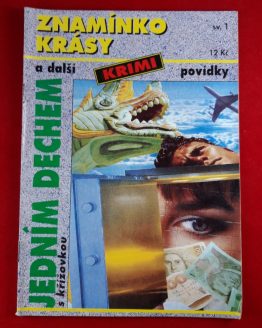 ZNAMÍNKO
KRÁSY
sv. 1
12 Kč
a další KRIMI povídky
JEDNÍM DECHEM
s křížovkou